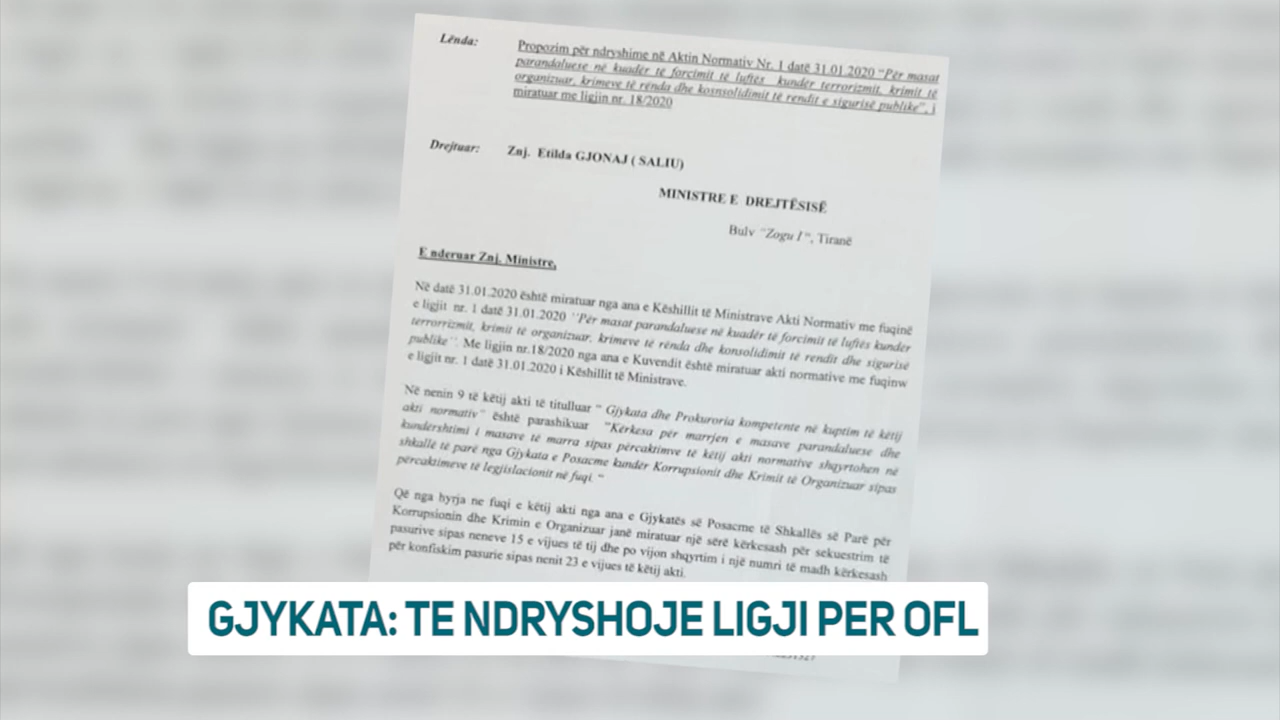 Lënda: Propozim për ndryshime në Aktin Normativ Nr. 1 datë 31.01.2020 "Për masat
parandaluese në kuadër të forcimit të luftës kundër terrorizmit, krimit të
organizuar, krimeve të rënda dhe kosnsolidimit të rendit e sigurisë publike", i
miratuar me ligjin nr. 18/2020
Drejtuar: Znj. Etilda GJONAJ ( SALIU)
MINISTRE E DREJTËSISË
Bulv "Zogu I", Tiranë
E nderuar Znj. Ministre,
Në datë 31.01.2020 është miratuar nga ana e Këshillit të Ministrave Akti Normativ me fuqinë
e ligjit nr. 1 datë 31.01.2020 ''Për masat parandaluese në kuadër të forcimit të luftës kundër
terrorrizmit, krimit të organizuar, krimeve të rënda dhe konsolidimit të rendit dhe sigurisë
publike''. Me ligjin nr.18/2020 nga ana e Kuvendit është miratuar akti normative me fuqinw
e ligjit nr. 1 datë 31.01.2020 i Këshillit të Ministrave.
Në nenin 9 të këtij akti të titulluar " Gjykata dhe Prokuroria kompetente në kuptim të këtij
akti normativ" është parashikuar "Kërkesa për marrjen e masave parandaluese dhe
kundërshtimi i masave të marra sipas përcaktimve të këtij akti normative shqyrtohen në
shkallë të parë nga Gjykata e Posacme kundër Korrupsionit dhe Krimit të Organizuar sipas
përcaktimeve të legjislacionit në fuqi. "
Që nga hyrja ne fuqi e këtij akti nga ana e Gjykatës së Posacme të Shkallës së Parë për
Korrupsionin dhe Krimin e Organizuar janë miratuar një sërë kërkesash për sekuestrim të
pasurive sipas neneve 15 e vijues të tij dhe po vijon shqyrtim i një numri të madh kërkesash
për konfiskim pasurie sipas nenit 23 e vijues të këtij akti.
GJYKATA: TE NDRYSHOJE LIGJI PER OFL